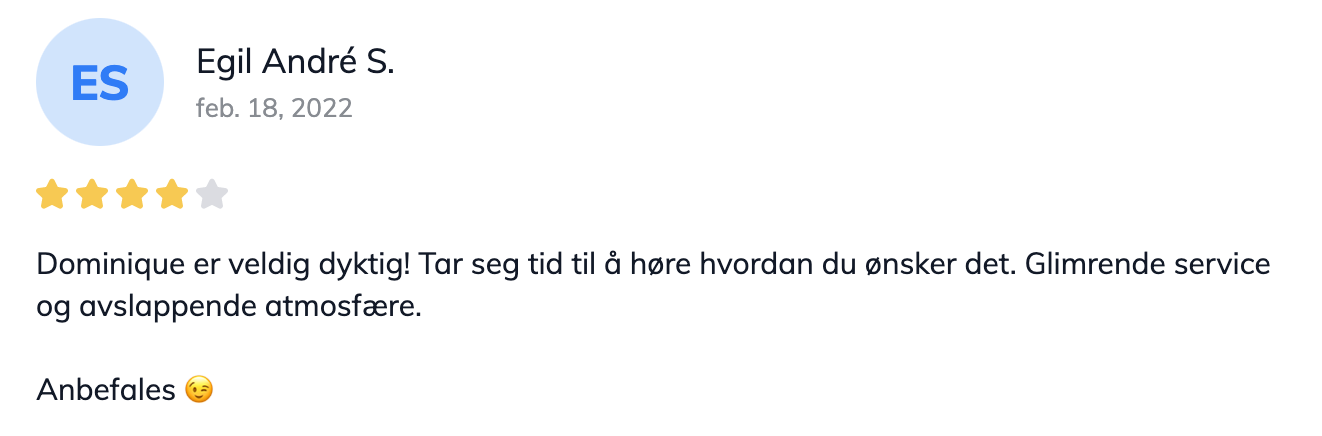 ES
Egil André S.
feb. 18, 2022
Dominique er veldig dyktig! Tar seg tid til å høre hvordan du ønsker det. Glimrende service
og avslappende atmosfære.
Anbefales 😉